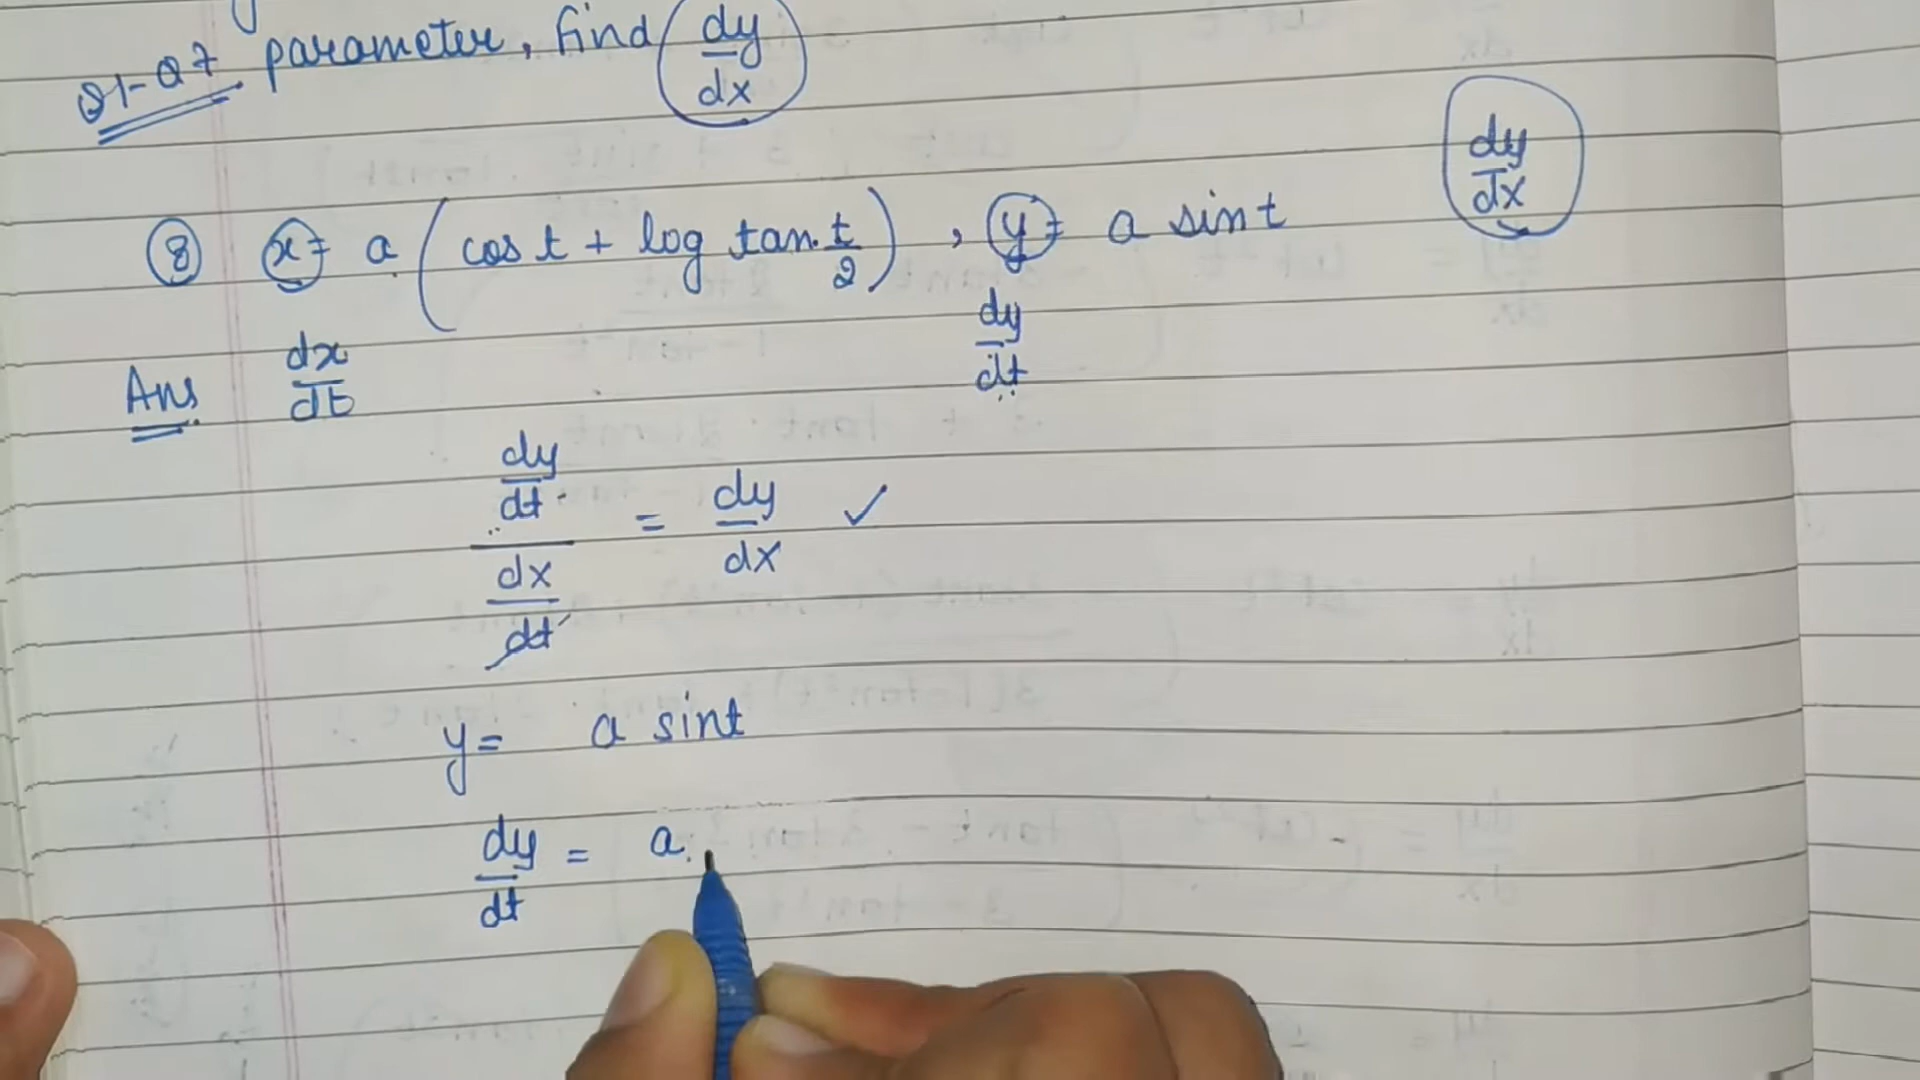 Q1-Q7 parameter, find dy/dx
dy/dx
8 x = a (cos t + log tan t/2), y = a sin t
Ans dx/dt dy/dt
dy/dt / dx/dt = dy/dx ✓
y = a sint
dy/dt = a.